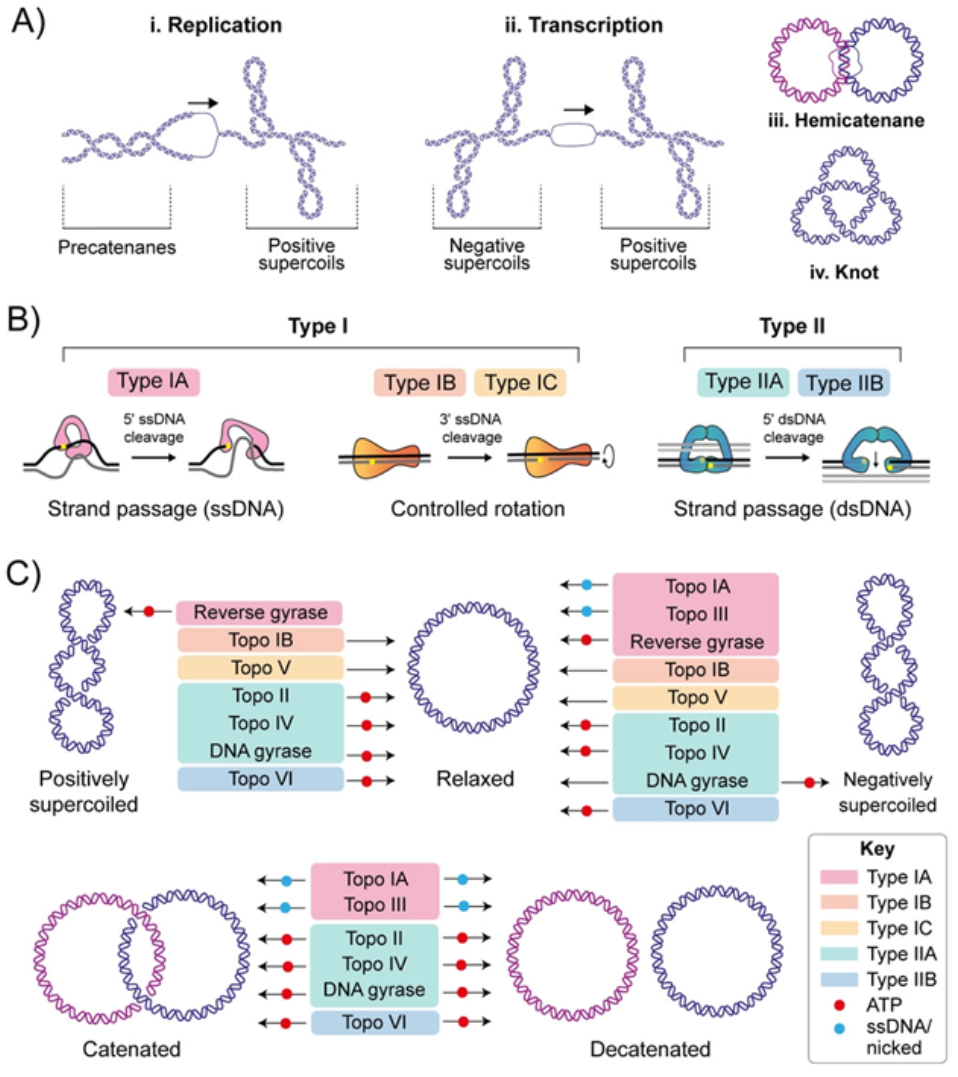 A)
i. Replication
ii. Transcription
iii. Hemicatenane
iv. Knot
Precatenanes
Positive
supercoils
Negative
supercoils
Positive
supercoils
B)
Type I
Type II
Type IA
Type IB
Type IC
Type IIA
Type IIB
5' ssDNA
cleavage
3' ssDNA
cleavage
5' dsDNA
cleavage
Strand passage (ssDNA)
Controlled rotation
Strand passage (dsDNA)
C)
Reverse gyrase
Topo IB
Topo V
Topo II
Topo IV
DNA gyrase
Topo VI
Topo IA
Topo III
Reverse gyrase
Topo IB
Topo V
Topo II
Topo IV
DNA gyrase
Topo VI
Positively
supercoiled
Relaxed
Negatively
supercoiled
Topo IA
Topo III
Topo II
Topo IV
DNA gyrase
Topo VI
Catenated
Decatenated
Key
Type IA
Type IB
Type IC
Type IIA
Type IIB
ATP
ssDNA/
nicked